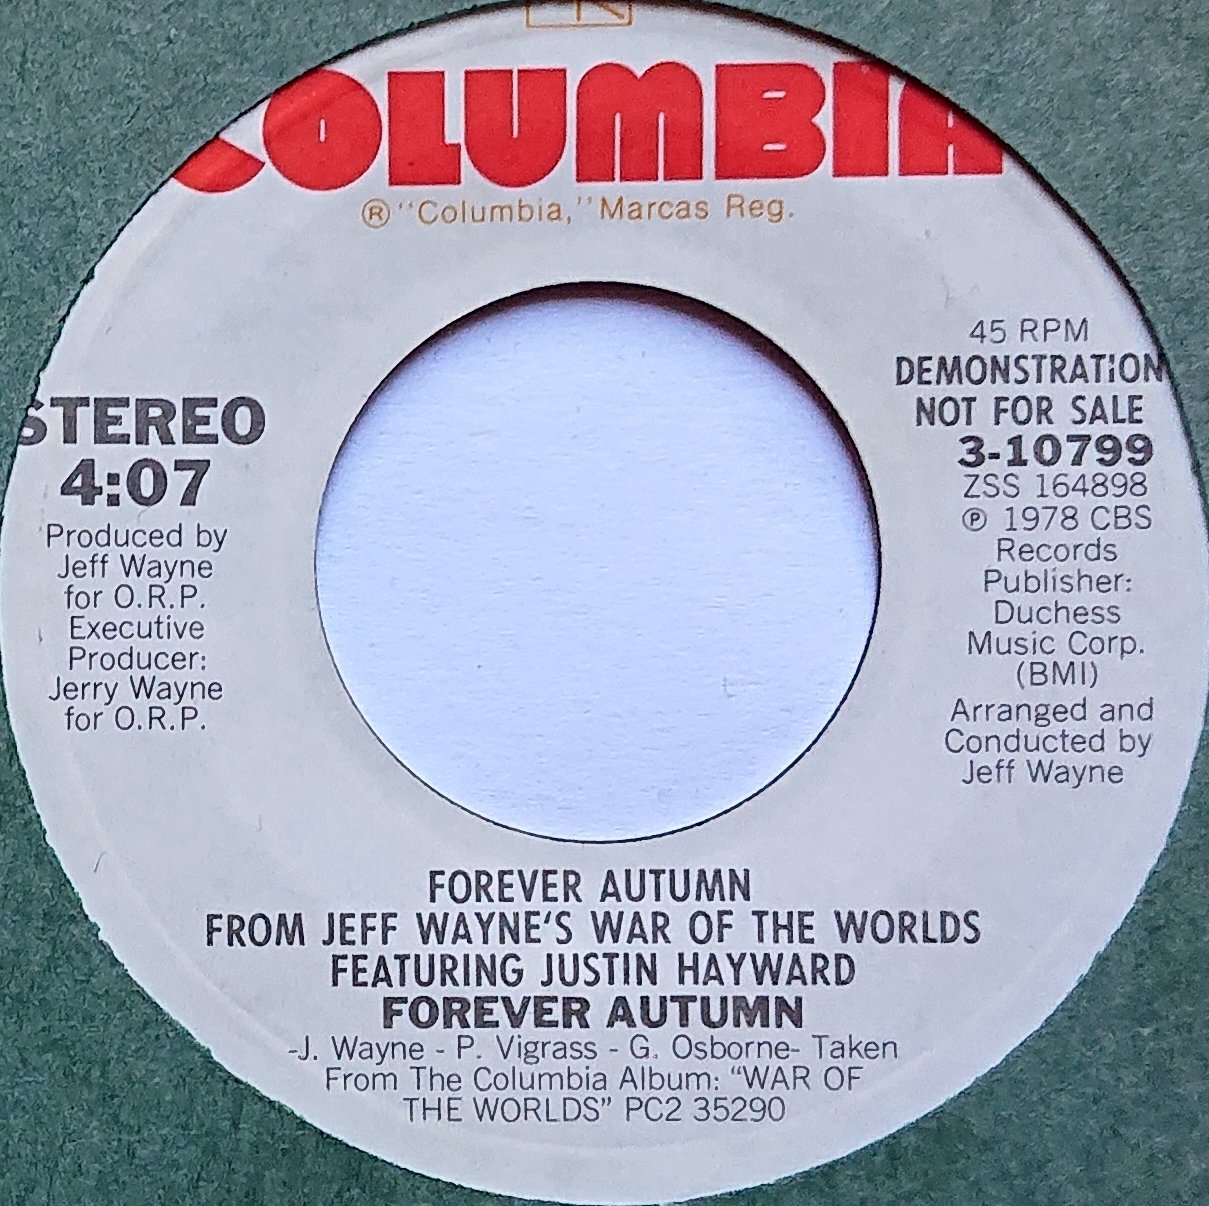 COLUMBIA
® "Columbia," Marcas Reg.
STEREO
4:07
Produced by
Jeff Wayne
for O.R.P.
Executive
Producer:
Jerry Wayne
for O.R.P.
45 RPM
DEMONSTRATION
NOT FOR SALE
3-10799
ZSS 164898
℗ 1978 CBS
Records
Publisher:
Duchess
Music Corp.
(BMI)
Arranged and
Conducted by
Jeff Wayne
FOREVER AUTUMN
FROM JEFF WAYNE'S WAR OF THE WORLDS
FEATURING JUSTIN HAYWARD
FOREVER AUTUMN
-J. Wayne - P. Vigrass - G. Osborne- Taken
From The Columbia Album: "WAR OF
THE WORLDS" PC2 35290